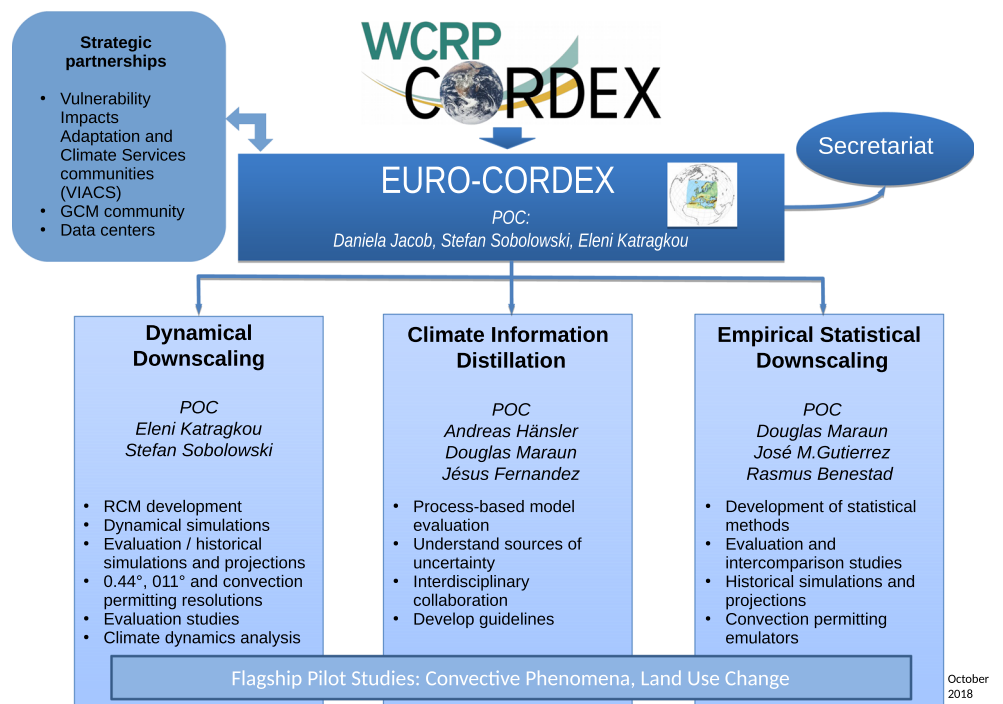 Strategic
partnerships
• Vulnerability
Impacts
Adaptation and
Climate Services
communities
(VIACS)
• GCM community
• Data centers
WCRP
CORDEX
Secretariat
EURO-CORDEX
POC:
Daniela Jacob, Stefan Sobolowski, Eleni Katragkou
Dynamical
Downscaling
POC
Eleni Katragkou
Stefan Sobolowski
• RCM development
• Dynamical simulations
• Evaluation / historical
simulations and projections
• 0.44°, 011° and convection
permitting resolutions
• Evaluation studies
• Climate dynamics analysis
Climate Information
Distillation
POC
Andreas Hänsler
Douglas Maraun
Jésus Fernandez
• Process-based model
evaluation
• Understand sources of
uncertainty
• Interdisciplinary
collaboration
• Develop guidelines
Empirical Statistical
Downscaling
POC
Douglas Maraun
José M.Gutierrez
Rasmus Benestad
• Development of statistical
methods
• Evaluation and
intercomparison studies
• Historical simulations and
projections
• Convection permitting
emulators
Flagship Pilot Studies: Convective Phenomena, Land Use Change
October
2018